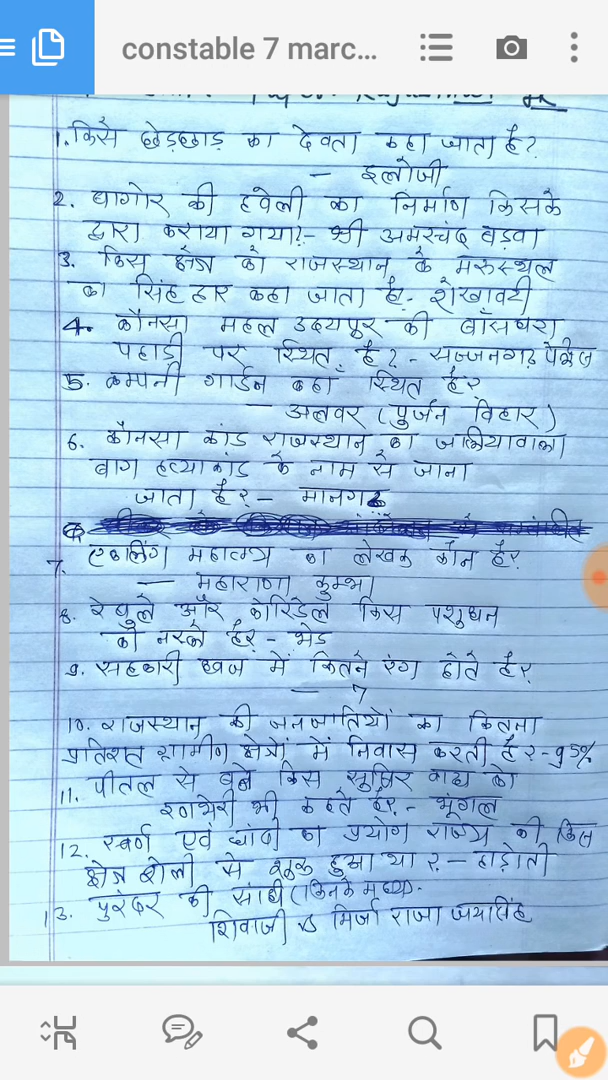 constable 7 marc...
1. किसे छेड़छाड़ का देवता कहा जाता है?
— इलोजी
2. बागोर की हवेली का निर्माण किसके
द्वारा कराया गया?- श्री अमरचंद बड़वा
3. किस क्षेत्र को राजस्थान के मरुस्थल
का सिंह द्वार कहा जाता है - शेखावटी
4. कौनसा महल उदयपुर की बाँसधरा
पहाडी पर स्थित है? - सज्जनगढ़ पैलेस
5. कम्पनी गार्डन कहा स्थित है?
— अलवर (पुर्जन विहार)
6. कौनसा कांड राजस्थान का जलियावाला
बाग हत्याकांड के नाम से जाना
जाता है? - मानगढ
7. एकलिंग महात्म्य का लेखक कौन है?
— महाराणा कुम्भा
8. रेम्बुले और कोरिडेल किस पशुधन
की नस्ले है? - भेड
9. सहकारी ध्वज में कितने रंग होते है?
— 7
10. राजस्थान की जनजातियों का कितना
प्रतिशत ग्रामीण क्षेत्रों में निवास करती है? - 95%
11. पीतल से बने किस सुषिर वाद्य को
रणभेरी भी कहते है? - भूंगल
12. स्वर्ण एवं चांदी का प्रयोग राज्य की किस
क्षेत्र शैली से शुरू हुआ था? - हाड़ोती
13. पुरंदर की सांधी (किनके मध्य) -
शिवाजी vs मिर्जा राजा जयसिंह